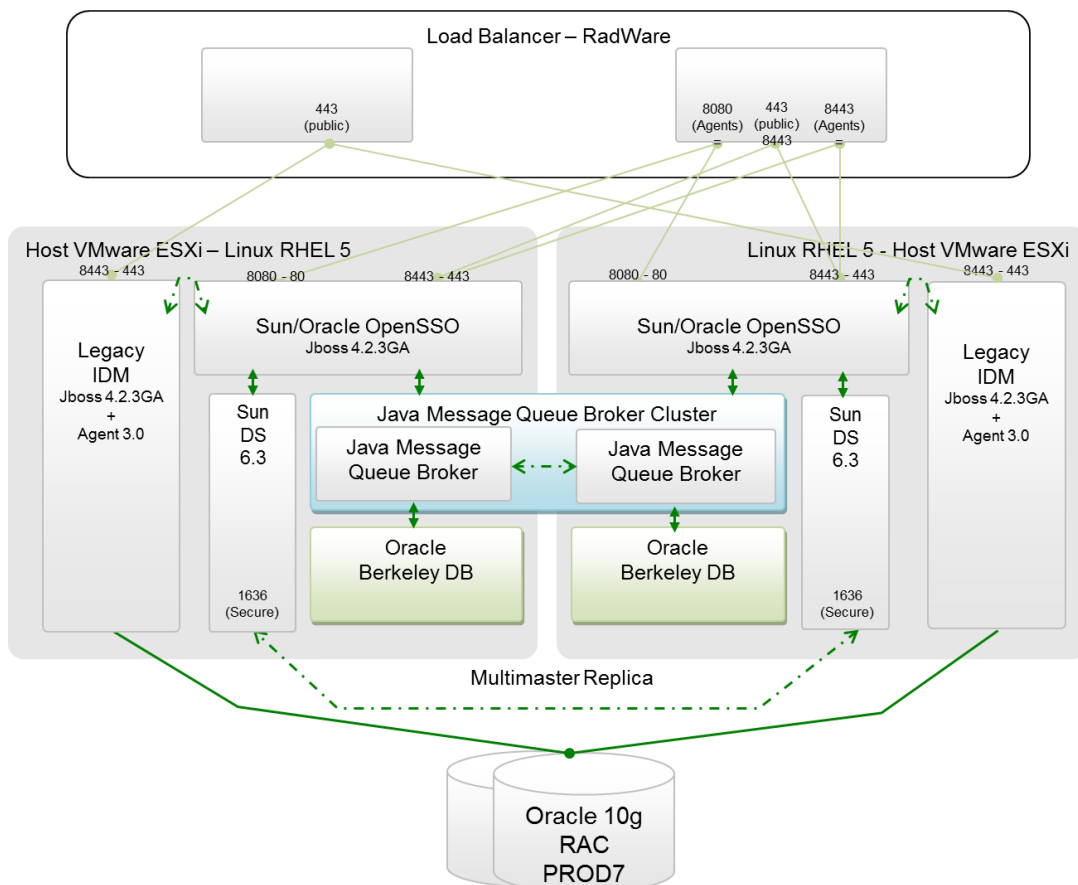 Load Balancer – RadWare
443
(public)
8080
(Agents)
=
443
(public)
8443
8443
(Agents)
=
Host VMware ESXi – Linux RHEL 5
Linux RHEL 5 - Host VMware ESXi
8443 - 443
8080 - 80
8443 - 443
8080 - 80
8443 - 443
8443 - 443
Legacy
IDM
Jboss 4.2.3GA
+
Agent 3.0
Sun/Oracle OpenSSO
Jboss 4.2.3GA
Sun/Oracle OpenSSO
Jboss 4.2.3GA
Legacy
IDM
Jboss 4.2.3GA
+
Agent 3.0
Sun
DS
6.3
1636
(Secure)
Java Message Queue Broker Cluster
Java Message
Queue Broker
Java Message
Queue Broker
Oracle
Berkeley DB
Oracle
Berkeley DB
Sun
DS
6.3
1636
(Secure)
Multimaster Replica
Oracle 10g
RAC
PROD7